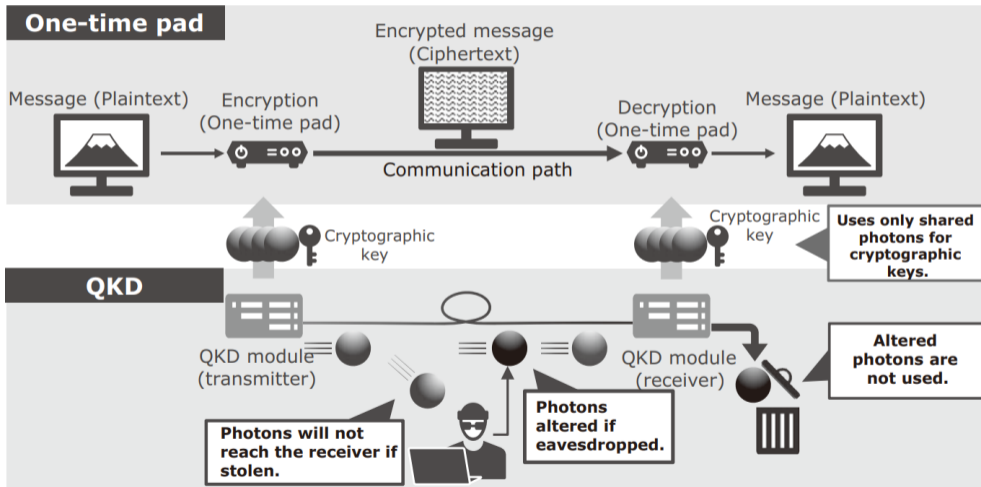 One-time pad
Encrypted message
(Ciphertext)
Message (Plaintext)
Encryption
(One-time pad)
Decryption
(One-time pad)
Message (Plaintext)
Communication path
Cryptographic
key
Cryptographic
key
Uses only shared
photons for
cryptographic
keys.
QKD
QKD module
(transmitter)
QKD module
(receiver)
Altered
photons are
not used.
Photons will not
reach the receiver if
stolen.
Photons
altered if
eavesdropped.